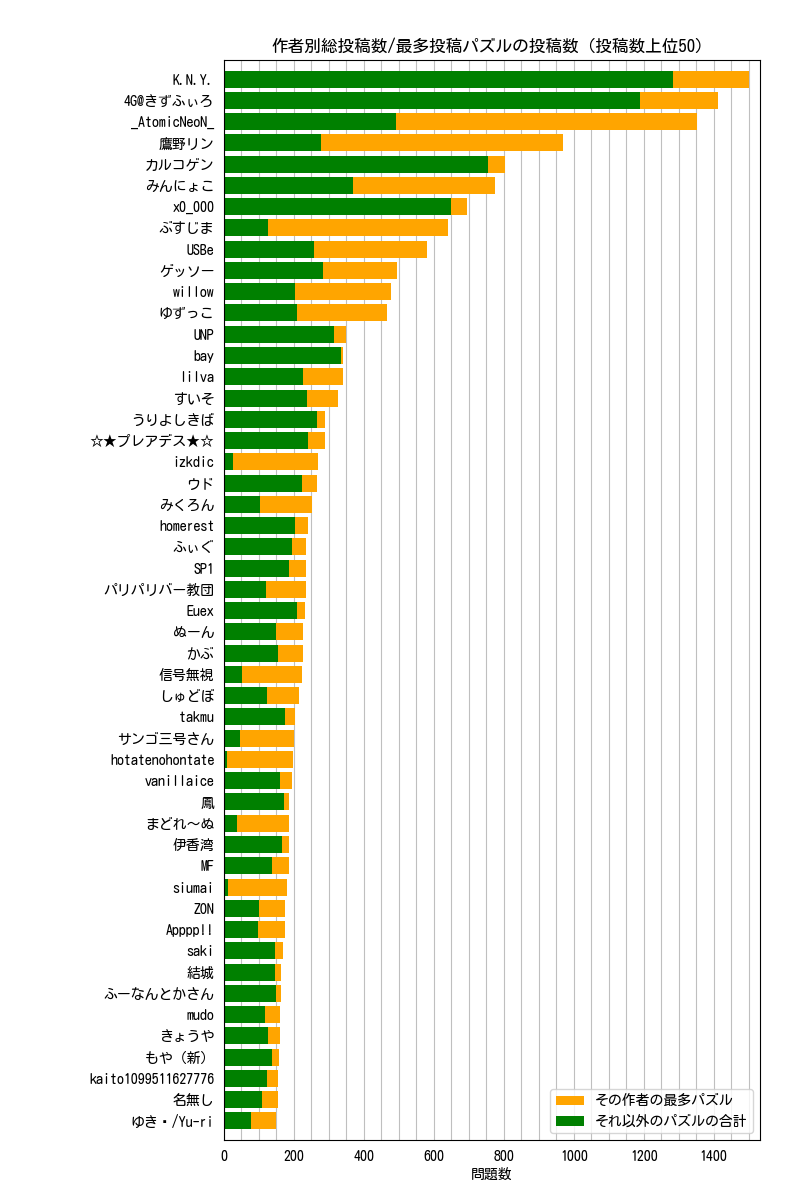 作者別総投稿数/最多投稿パズルの投稿数 (投稿数上位50)
K.N.Y.
4G@きずふぃろ
_AtomicNeoN_
鷹野リン
カルコゲン
みんにょこ
x0_000
ぷすじま
USBe
ゲッソー
willow
ゆずっこ
UNP
bay
lilva
すいそ
うりよしきば
☆★プレアデス★☆
izkdic
ウド
みくろん
homerest
ふぃぐ
SP1
パリパリバー教団
Euex
ぬーん
かぶ
信号無視
しゅどぼ
takmu
サンゴ三号さん
hotatenohontate
vanillaice
鳳
まどれ～ぬ
伊香湾
MF
siumai
ZON
Appppll
saki
結城
ふーなんとかさん
mudo
きょうや
もや (新)
kaito1099511627776
名無し
ゆき・/Yu-ri
その作者の最多パズル
それ以外のパズルの合計
0 200 400 600 800 1000 1200 1400
問題数